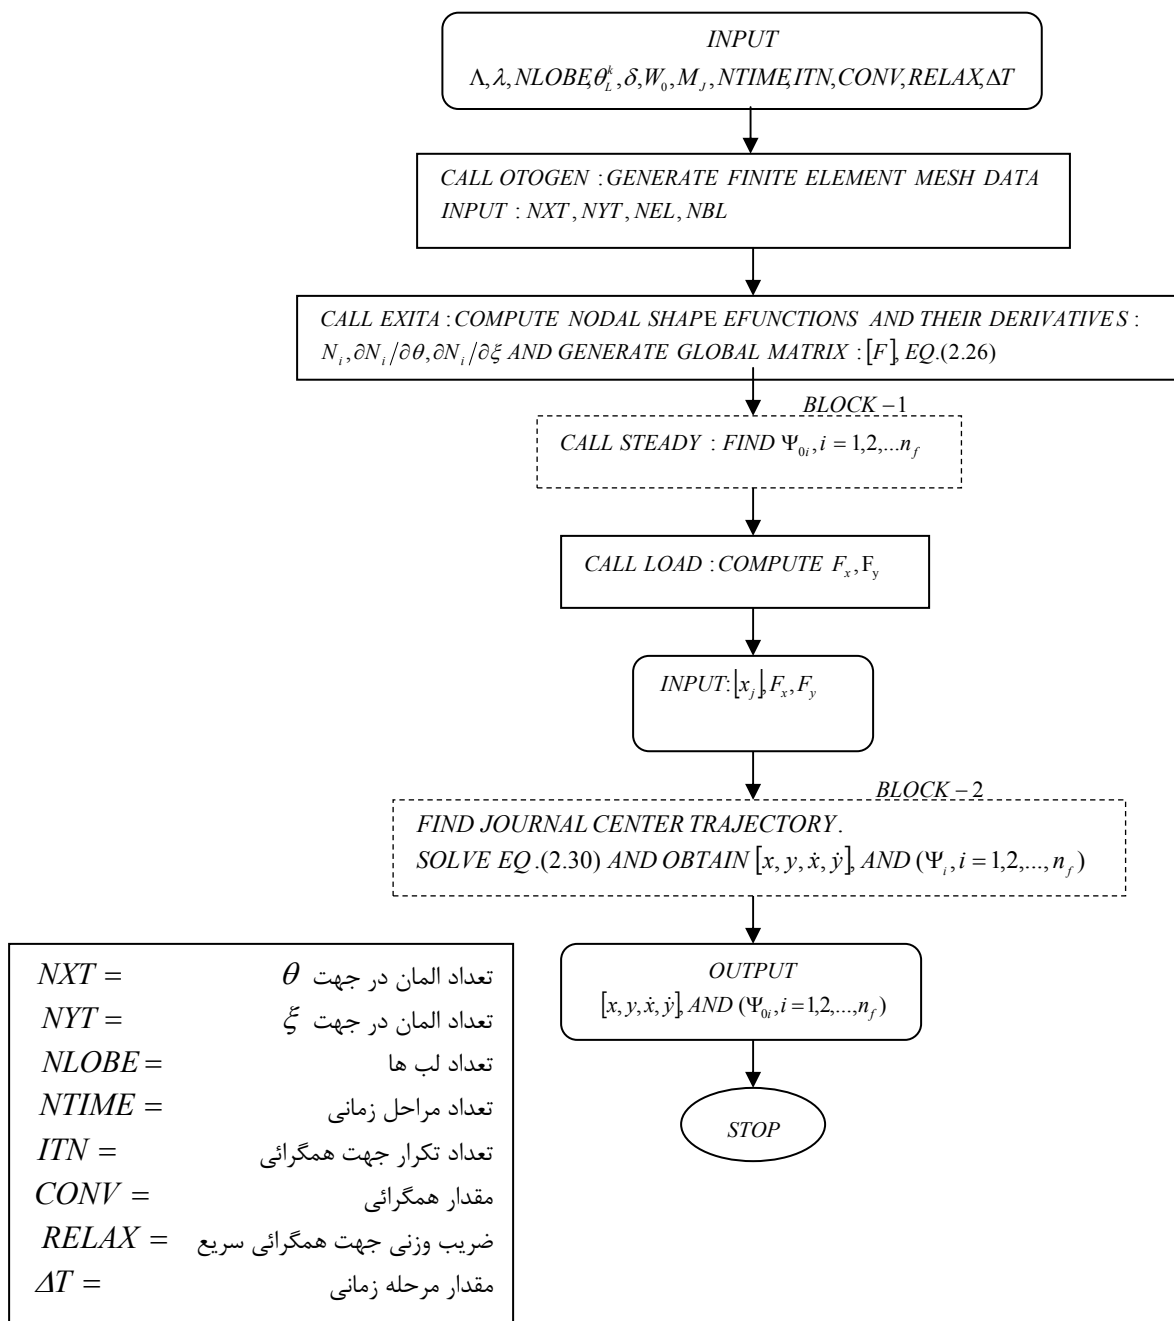 INPUT
Λ, λ, NLOBE, θ_L^k, δ, W_0, M_J, NTIME, ITN, CONV, RELAX, ΔT
CALL OTOGEN : GENERATE FINITE ELEMENT MESH DATA
INPUT : NXT, NYT, NEL, NBL
CALL EXITA : COMPUTE NODAL SHAPE EFUNCTIONS AND THEIR DERIVATIVES :
N_i, ∂N_i/∂θ, ∂N_i/∂ξ AND GENERATE GLOBAL MATRIX : [F], EQ.(2.26)
BLOCK – 1
CALL STEADY : FIND Ψ_0i, i = 1,2,...n_f
CALL LOAD : COMPUTE F_x, F_y
INPUT: [x_j], F_x, F_y
BLOCK – 2
FIND JOURNAL CENTER TRAJECTORY.
SOLVE EQ.(2.30) AND OBTAIN [x, y, ẋ, ẏ], AND (Ψ_i, i = 1,2,..., n_f)
OUTPUT
[x, y, ẋ, ẏ], AND (Ψ_0i, i = 1,2,..., n_f)
STOP
NXT = تعداد المان در جهت θ
NYT = تعداد المان در جهت ξ
NLOBE = تعداد لب ها
NTIME = تعداد مراحل زمانی
ITN = تعداد تکرار جهت همگرائی
CONV = مقدار همگرائی
RELAX = ضریب وزنی جهت همگرائی سریع
ΔT = مقدار مرحله زمانی